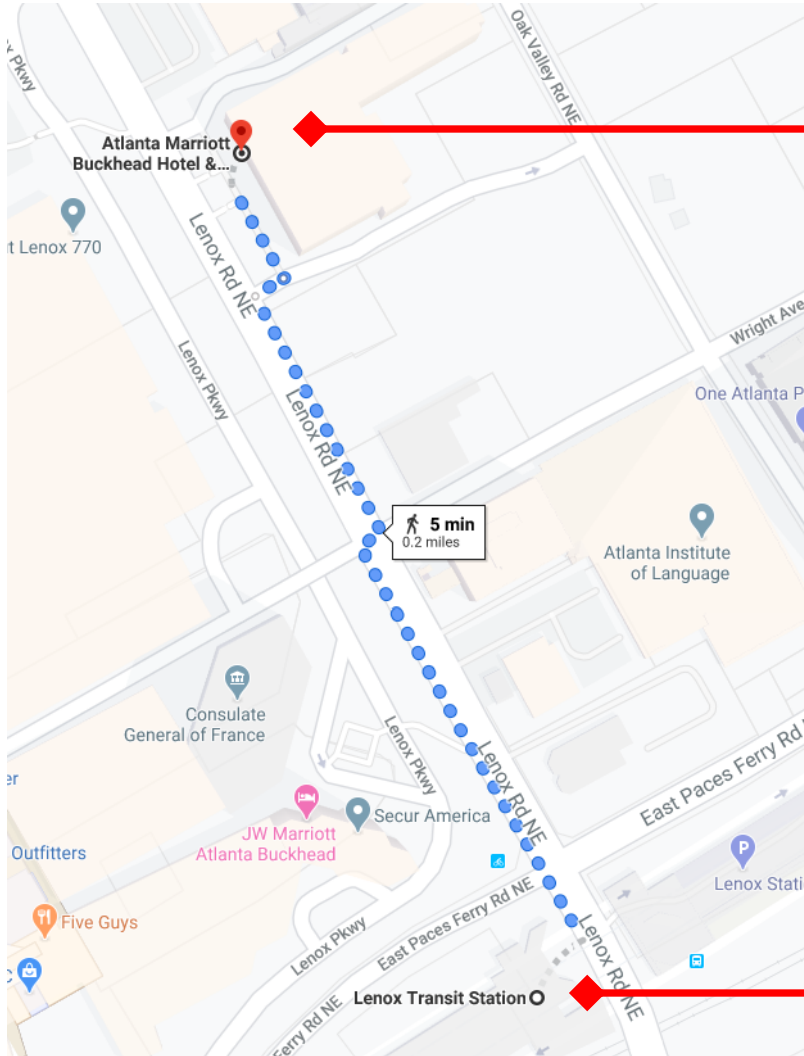 Oak Valley Rd NE
x Pkwy
Atlanta Marriott
Buckhead Hotel &...
t Lenox 770
Lenox Rd NE
Wright Ave
Lenox Pkwy
One Atlanta P
Lenox Rd NE
5 min
0.2 miles
Atlanta Institute
of Language
Consulate
General of France
Lenox Pkwy
Lenox Rd NE
East Paces Ferry Rd
er
Secur America
JW Marriott
Atlanta Buckhead
Outfitters
P
Lenox Stati
East Paces Ferry Rd NE
Five Guys
Lenox Pkwy
Lenox Rd NE
C
Lenox Transit Station
Ferry Rd NE